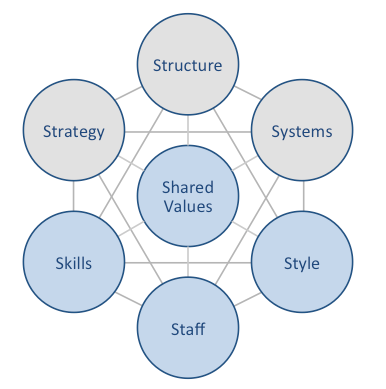 Structure
Strategy
Systems
Shared
Values
Skills
Style
Staff